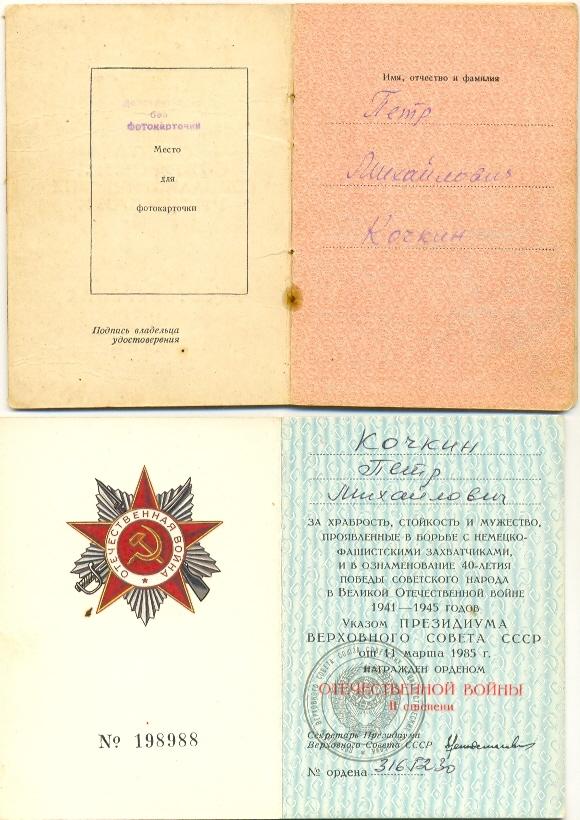 без
фотокарточки
Место
для
фотокарточки
Подпись владельца
удостоверения
Имя, отчество и фамилия
Петр
Михайлович
Кочкин
ОТЕЧЕСТВЕННАЯ ВОЙНА
№ 198988
Кочкин
Петр
Михайлович
ЗА ХРАБРОСТЬ, СТОЙКОСТЬ И МУЖЕСТВО,
ПРОЯВЛЕННЫЕ В БОРЬБЕ С НЕМЕЦКО-
ФАШИСТСКИМИ ЗАХВАТЧИКАМИ,
И В ОЗНАМЕНОВАНИЕ 40-ЛЕТИЯ
ПОБЕДЫ СОВЕТСКОГО НАРОДА
В ВЕЛИКОЙ ОТЕЧЕСТВЕННОЙ ВОЙНЕ
1941—1945 ГОДОВ
УКАЗОМ ПРЕЗИДИУМА
ВЕРХОВНОГО СОВЕТА СССР
от 11 марта 1985 г.
НАГРАЖДЕН ОРДЕНОМ
ОТЕЧЕСТВЕННОЙ ВОЙНЫ
II степени
Секретарь Президиума
Верховного Совета СССР
№ ордена 3165230